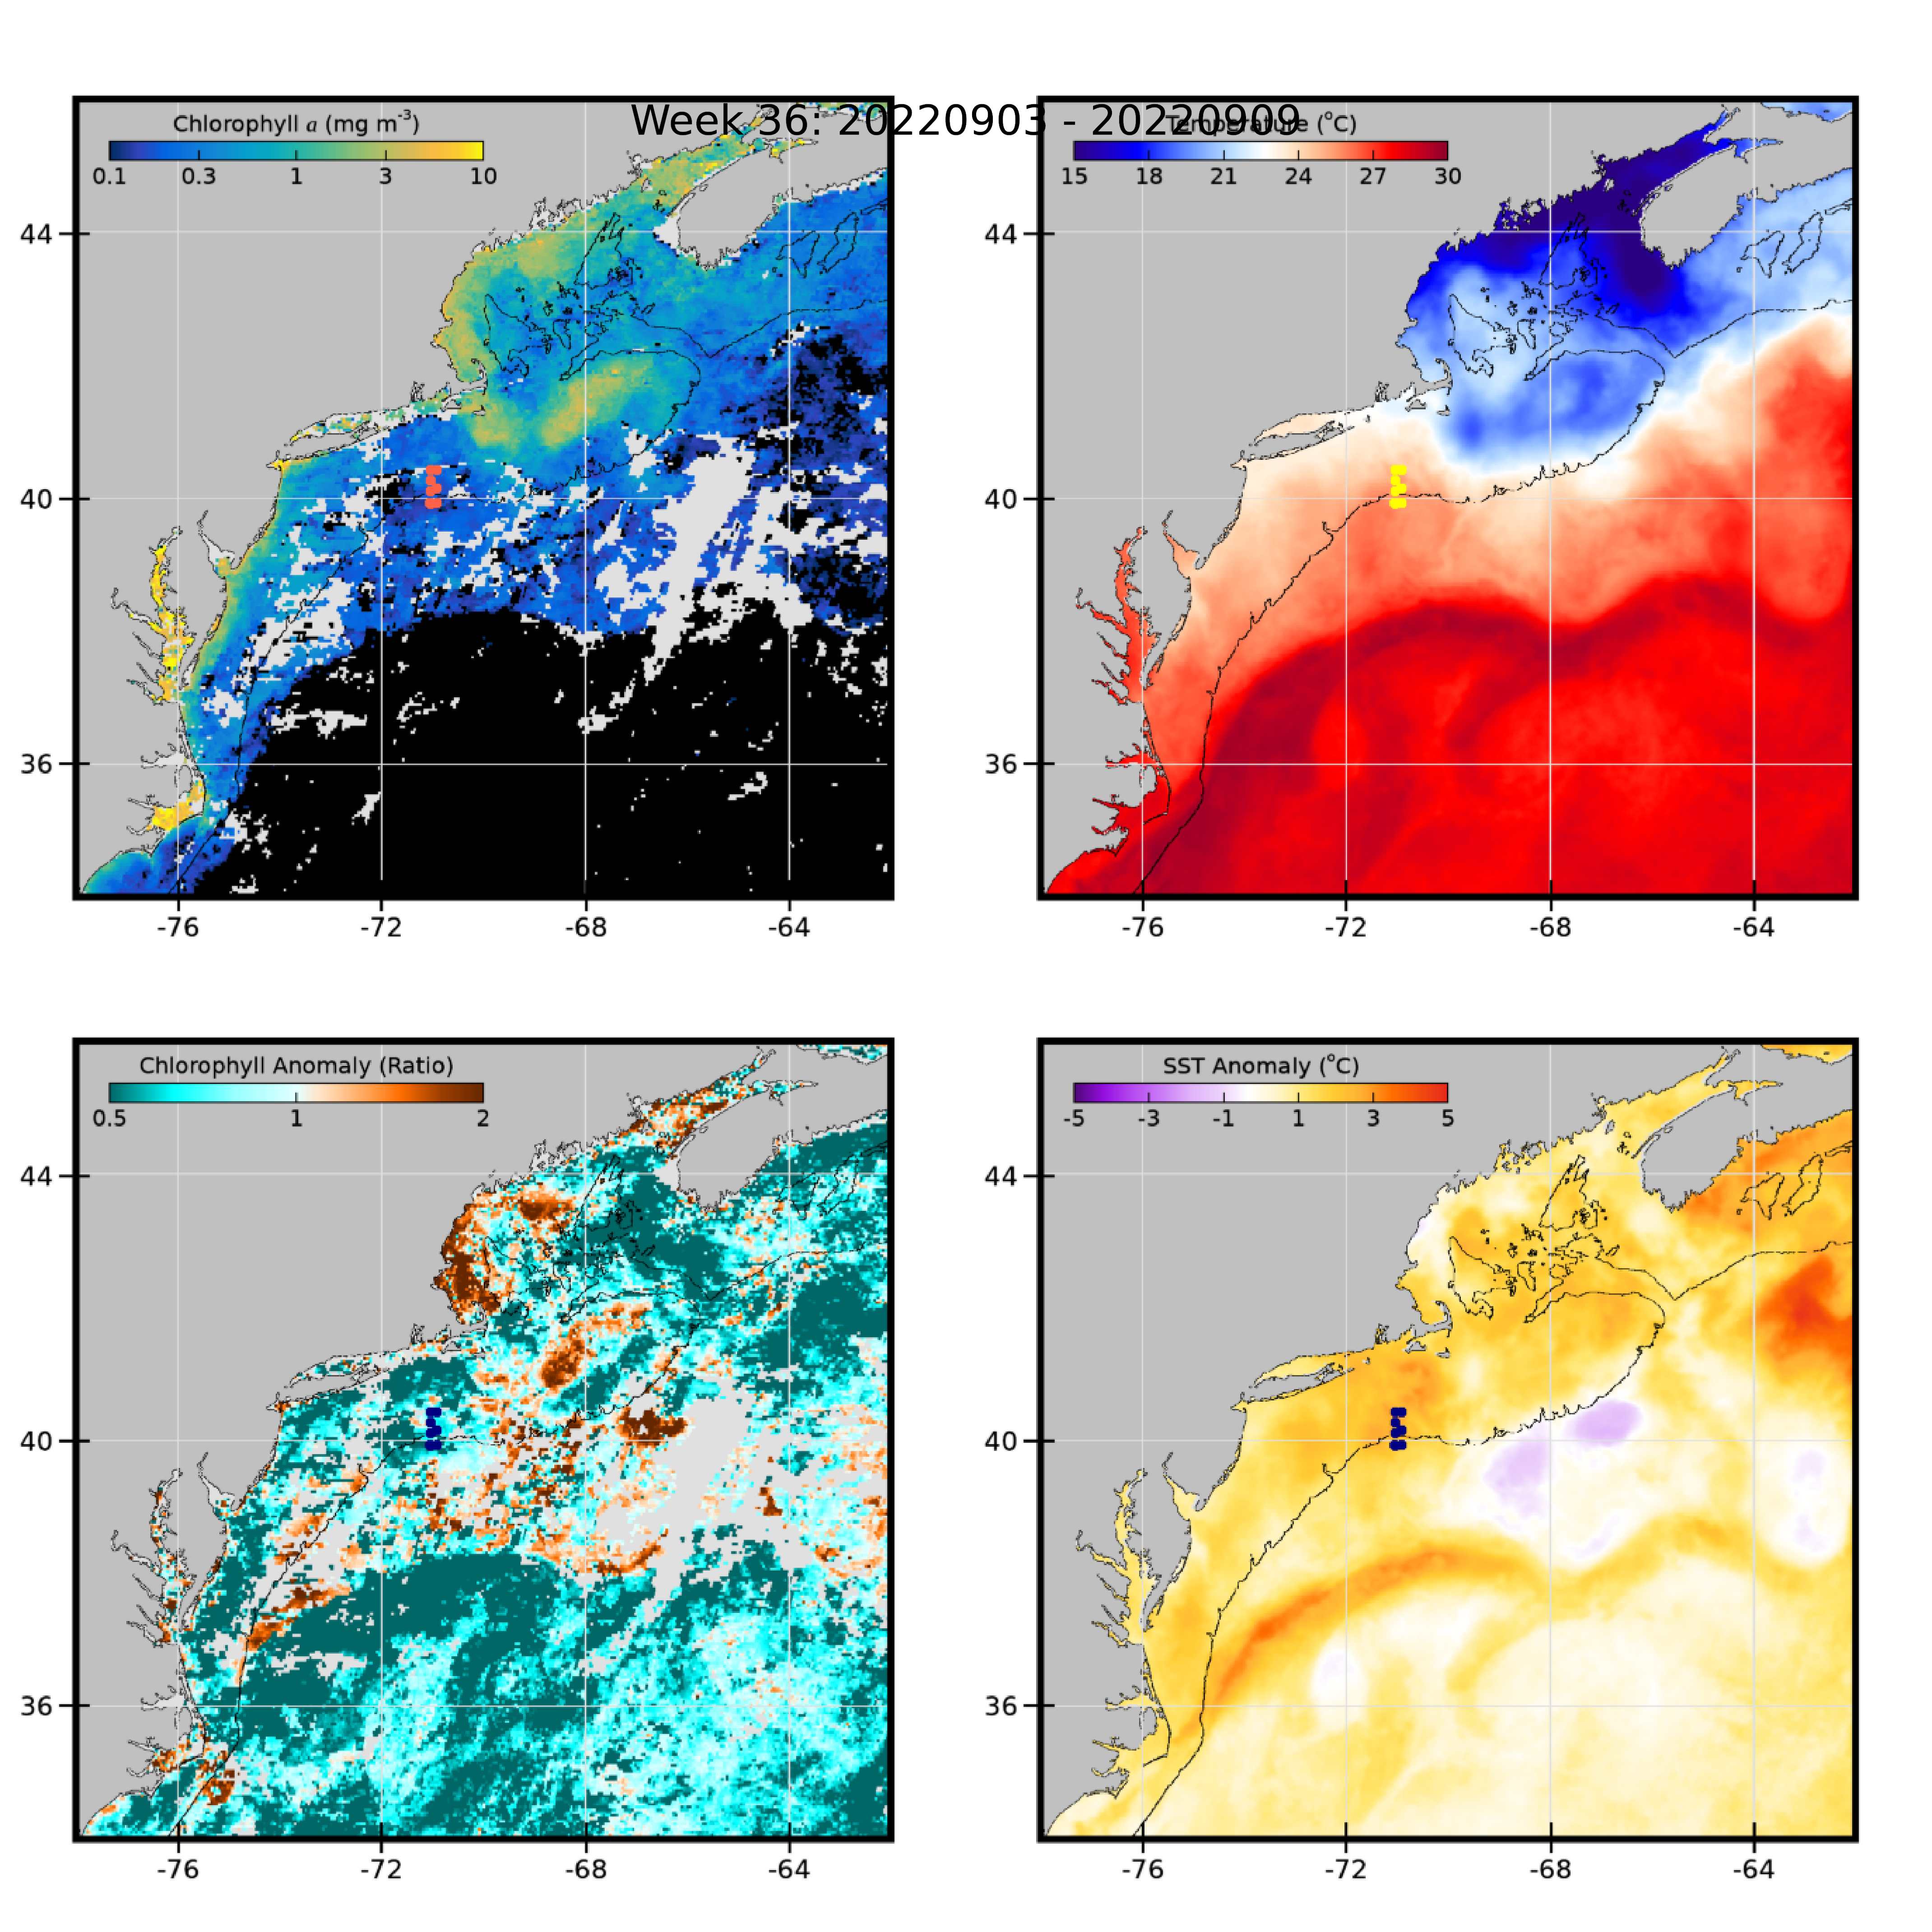 Week 36: 20220903 - 20220909
Chlorophyll a (mg m-3)
0.1 0.3 1 3 10
44
40
36
-76 -72 -68 -64
Temperature (°C)
15 18 21 24 27 30
44
40
36
-76 -72 -68 -64
Chlorophyll Anomaly (Ratio)
0.5 1 2
44
40
36
-76 -72 -68 -64
SST Anomaly (°C)
-5 -3 -1 1 3 5
44
40
36
-76 -72 -68 -64